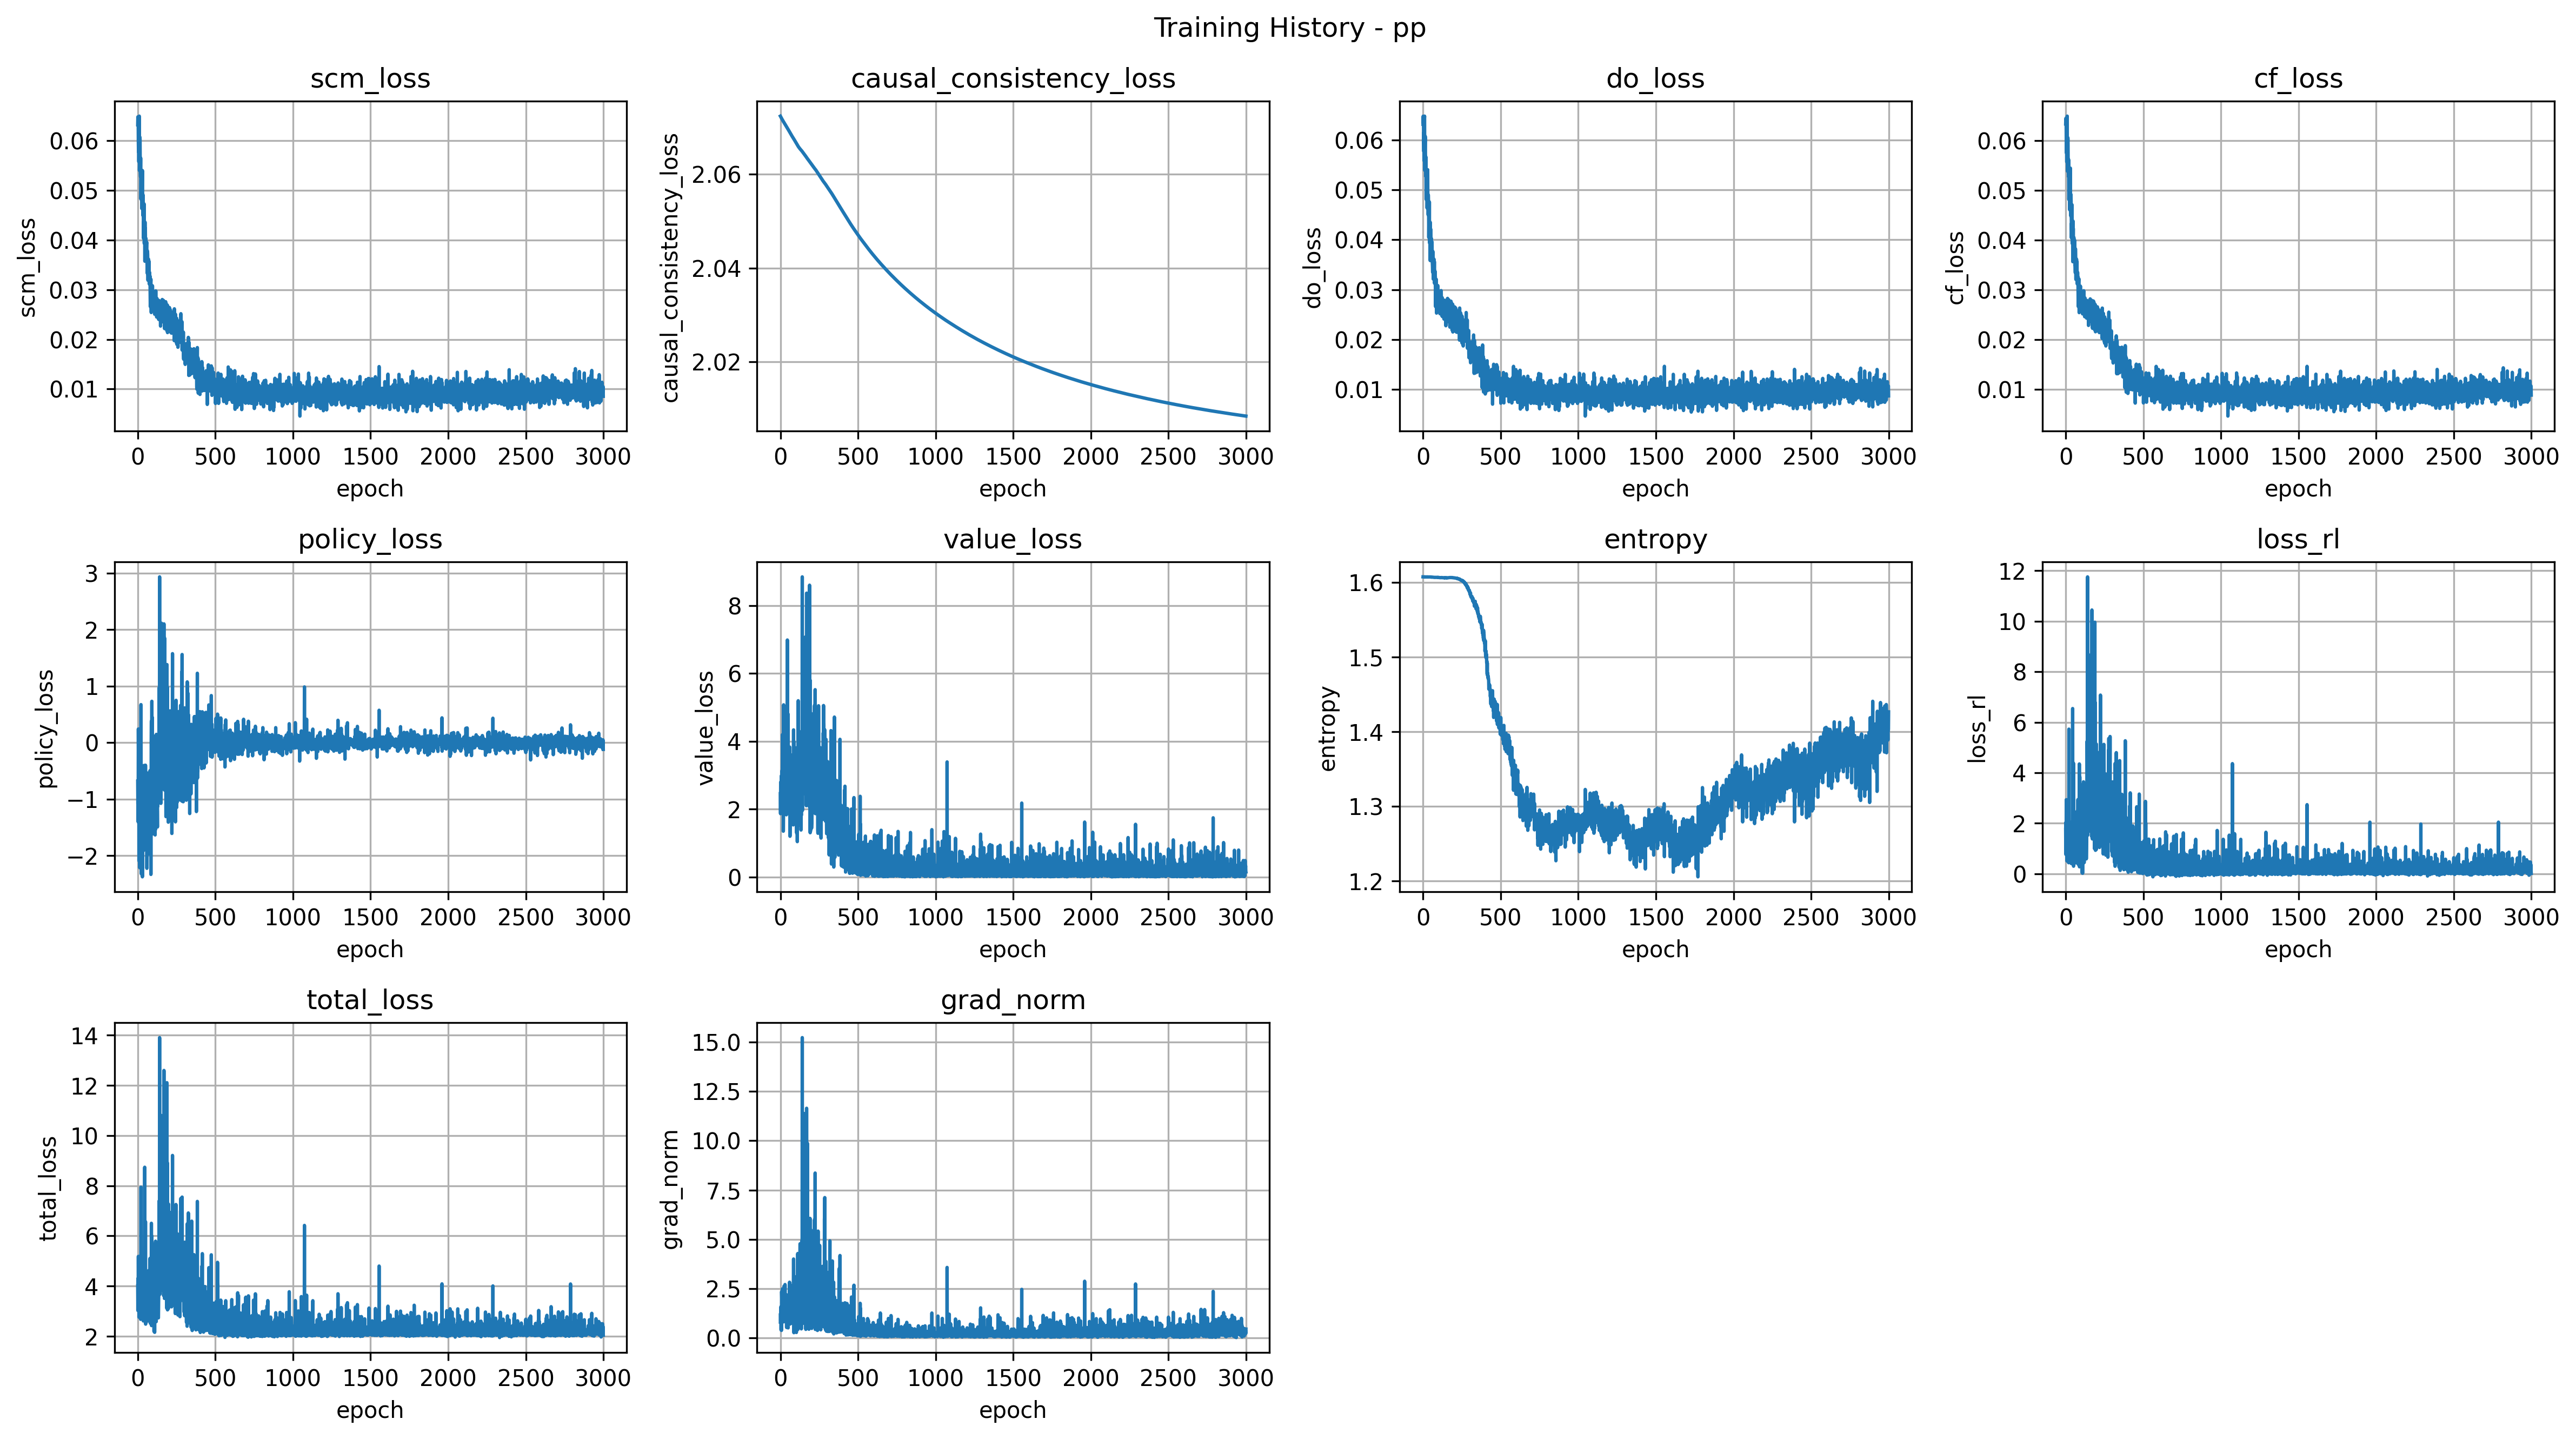 Training History - pp
scm_loss
causal_consistency_loss
do_loss
cf_loss
scm_loss
0.06
0.05
0.04
0.03
0.02
0.01
0 500 1000 1500 2000 2500 3000
epoch
causal_consistency_loss
2.06
2.04
2.02
0 500 1000 1500 2000 2500 3000
epoch
do_loss
0.06
0.05
0.04
0.03
0.02
0.01
0 500 1000 1500 2000 2500 3000
epoch
cf_loss
0.06
0.05
0.04
0.03
0.02
0.01
0 500 1000 1500 2000 2500 3000
epoch
policy_loss
value_loss
entropy
loss_rl
policy_loss
3
2
1
0
−1
−2
0 500 1000 1500 2000 2500 3000
epoch
value_loss
8
6
4
2
0
0 500 1000 1500 2000 2500 3000
epoch
entropy
1.6
1.5
1.4
1.3
1.2
0 500 1000 1500 2000 2500 3000
epoch
loss_rl
12
10
8
6
4
2
0
0 500 1000 1500 2000 2500 3000
epoch
total_loss
grad_norm
total_loss
14
12
10
8
6
4
2
0 500 1000 1500 2000 2500 3000
epoch
grad_norm
15.0
12.5
10.0
7.5
5.0
2.5
0.0
0 500 1000 1500 2000 2500 3000
epoch